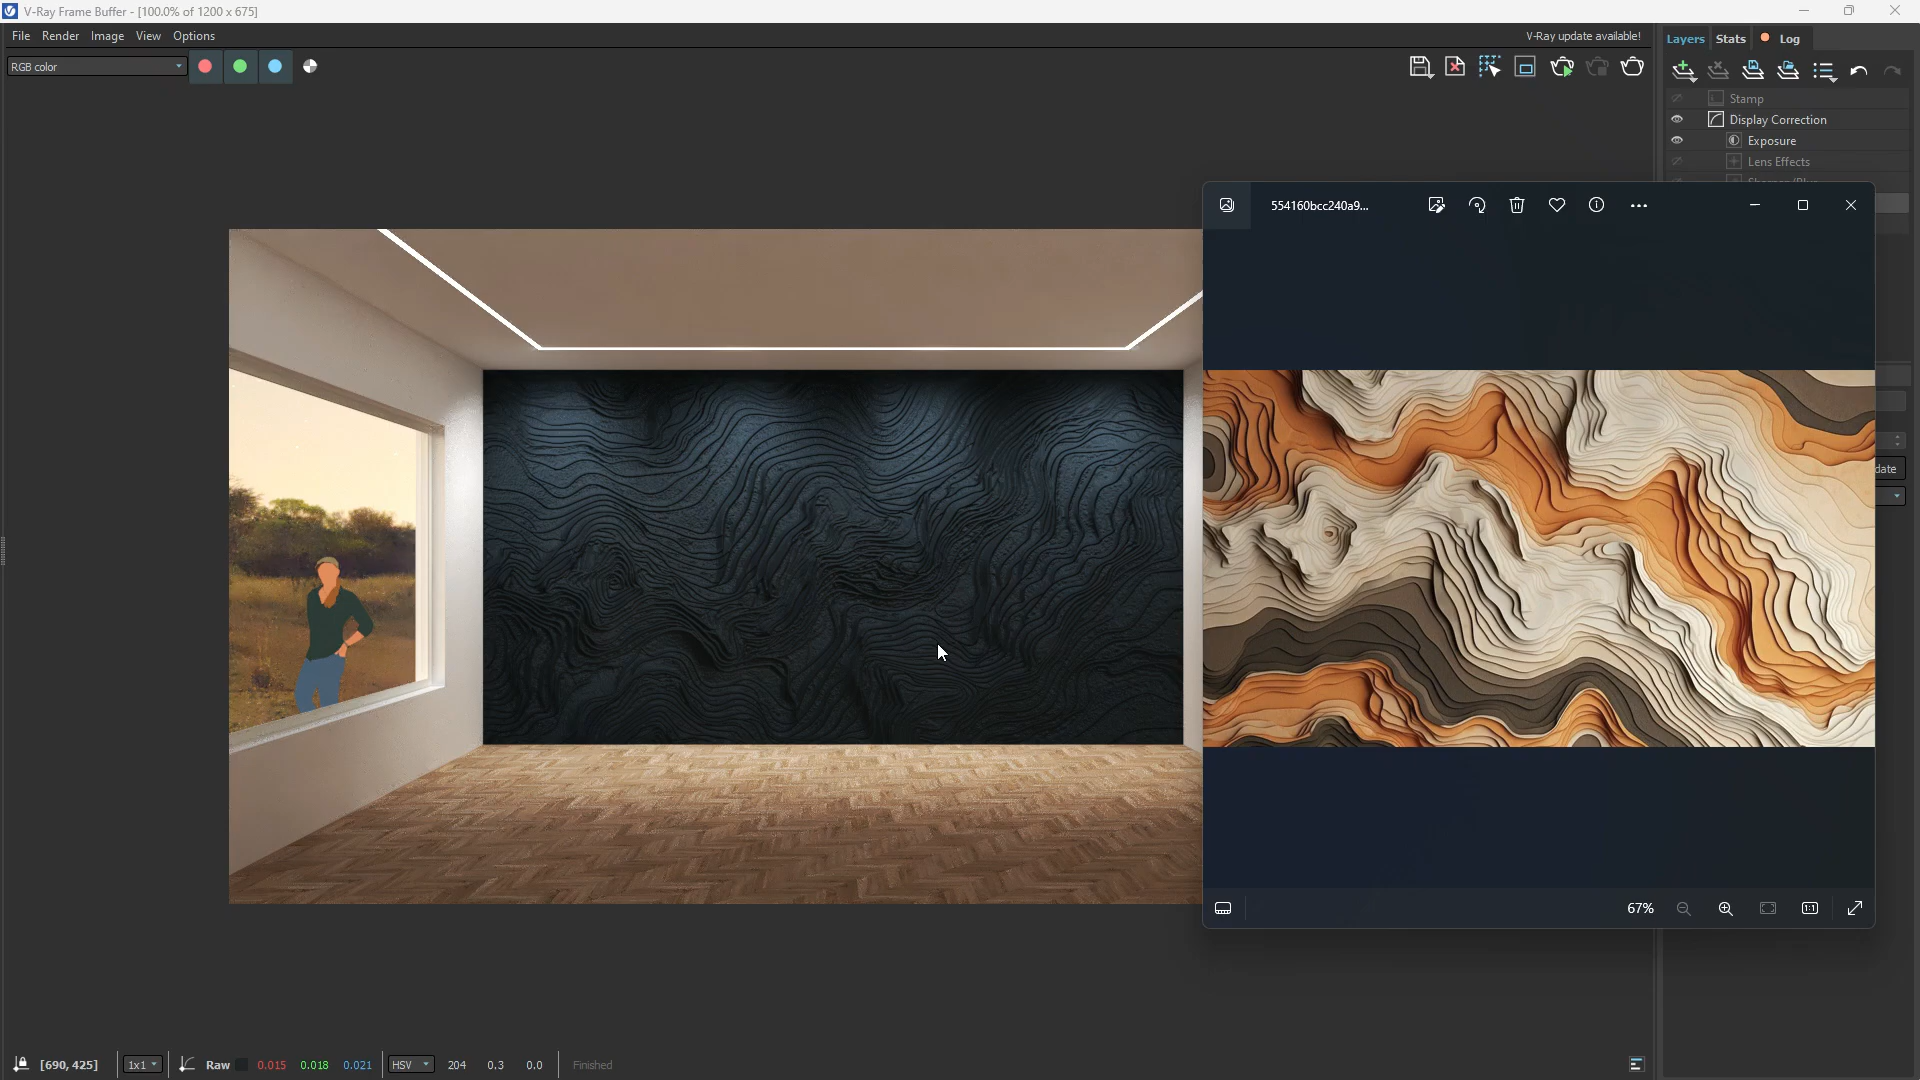 V-Ray Frame Buffer - [100.0% of 1200 x 675]
File Render Image View Options
V-Ray update available!
Layers Stats Log
RGB color
Stamp
Display Correction
Exposure
Lens Effects
554160bcc240a9...
date
67%
1:1
[690, 425]
1x1
Raw 0.015 0.018 0.021
HSV 204 0.3 0.0
Finished